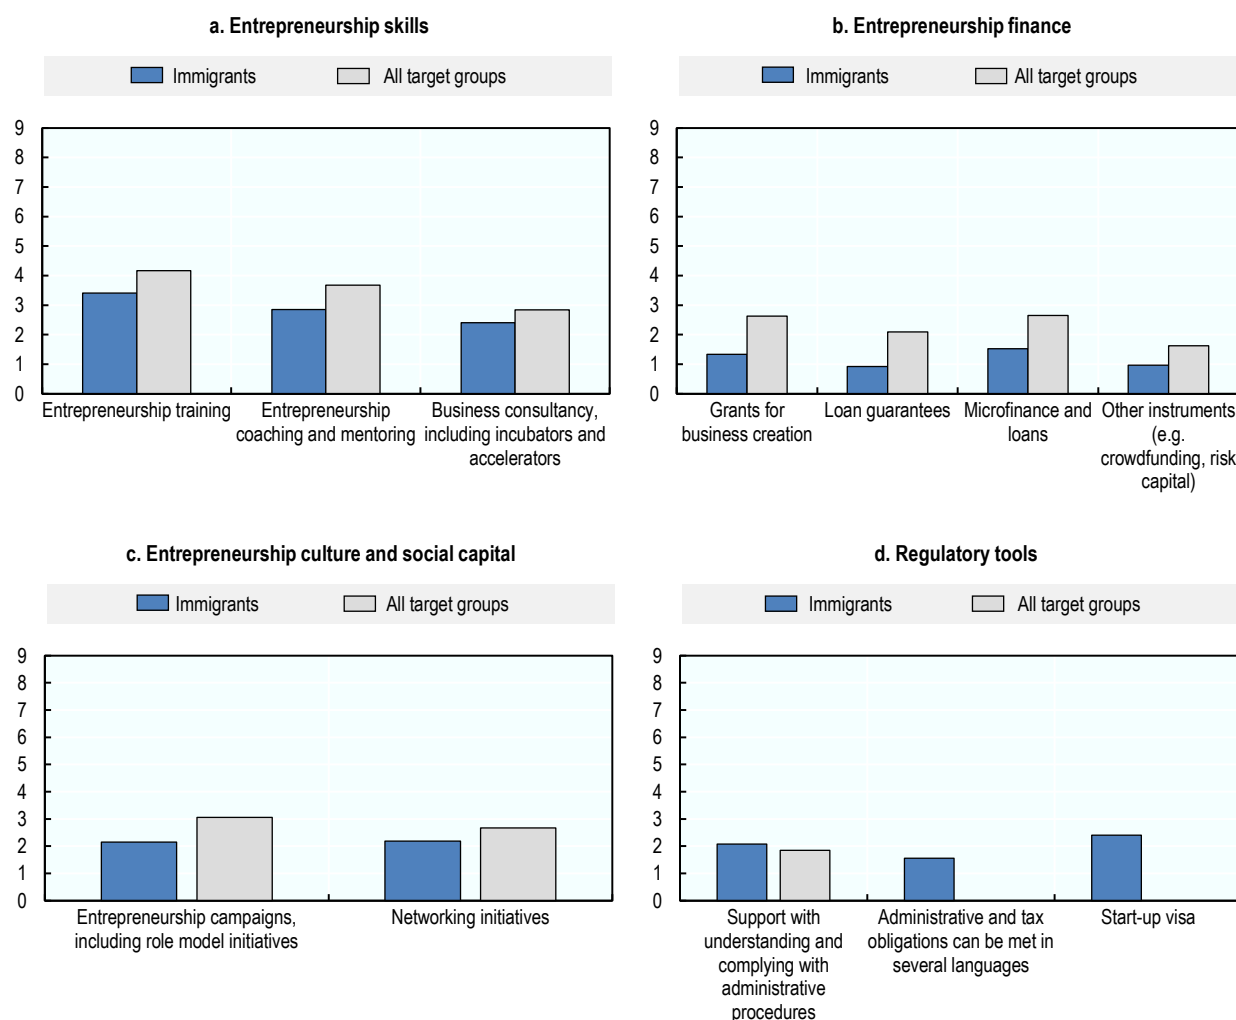 a. Entrepreneurship skills
Immigrants
All target groups
9
8
7
6
5
4
3
2
1
0
Entrepreneurship training
Entrepreneurship
coaching and mentoring
Business consultancy,
including incubators and
accelerators
b. Entrepreneurship finance
Immigrants
All target groups
9
8
7
6
5
4
3
2
1
0
Grants for
business creation
Loan guarantees
Microfinance and
loans
Other instruments
(e.g.
crowdfunding, risk
capital)
c. Entrepreneurship culture and social capital
Immigrants
All target groups
9
8
7
6
5
4
3
2
1
0
Entrepreneurship campaigns,
including role model initiatives
Networking initiatives
d. Regulatory tools
Immigrants
All target groups
9
8
7
6
5
4
3
2
1
0
Support with
understanding and
complying with
administrative
procedures
Administrative and tax
obligations can be met in
several languages
Start-up visa